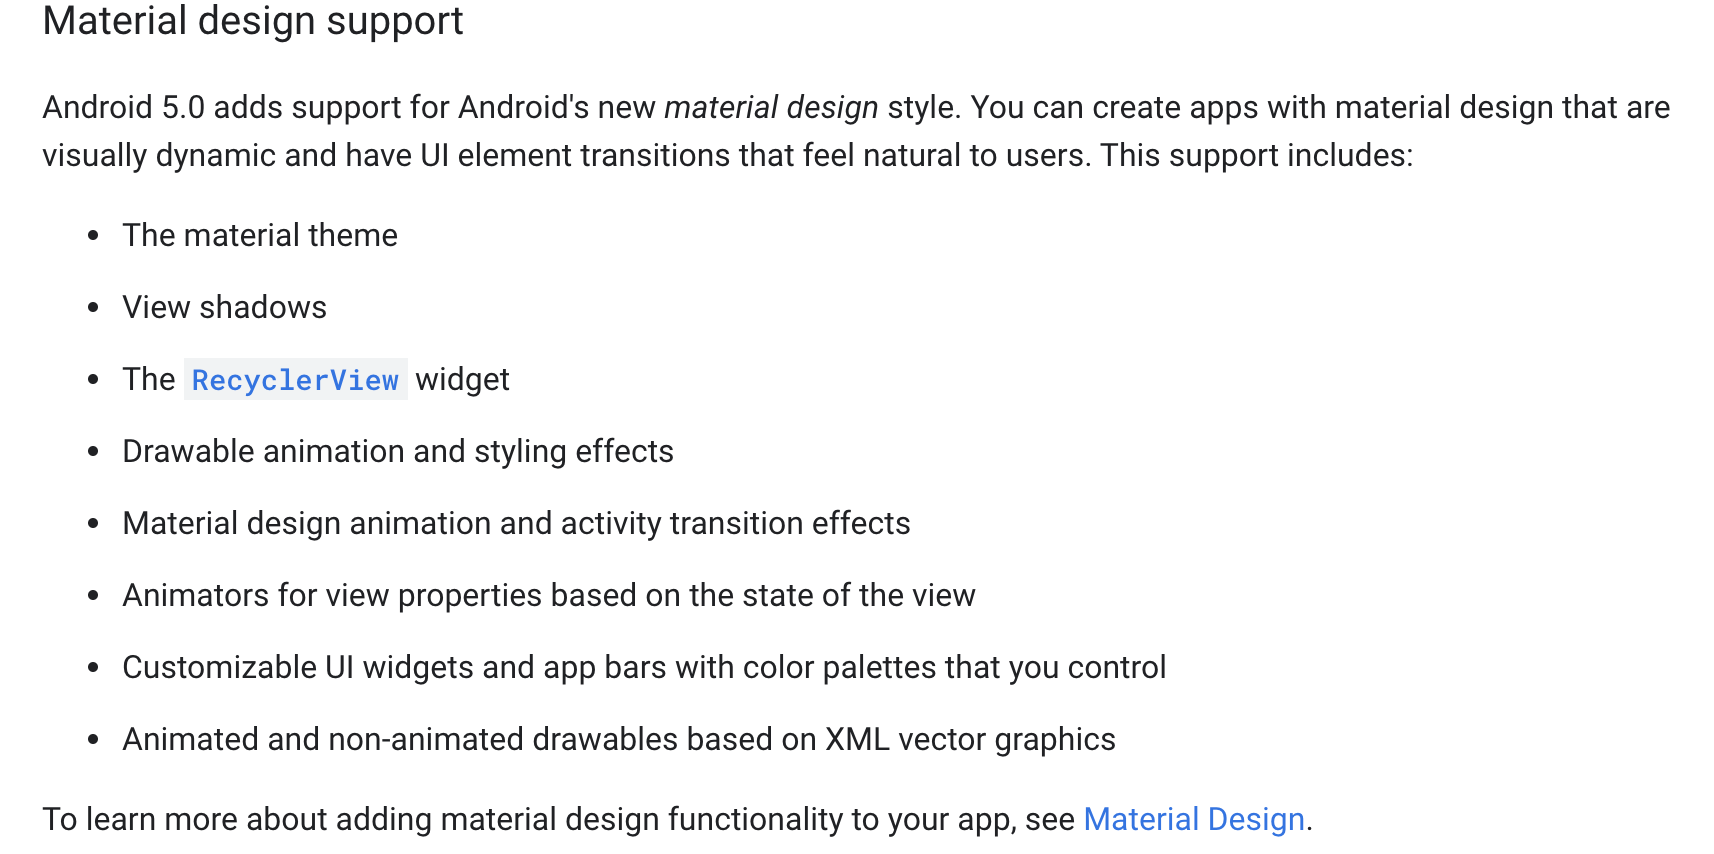 Material design support
Android 5.0 adds support for Android's new material design style. You can create apps with material design that are
visually dynamic and have UI element transitions that feel natural to users. This support includes:
• The material theme
• View shadows
• The RecyclerView widget
• Drawable animation and styling effects
• Material design animation and activity transition effects
• Animators for view properties based on the state of the view
• Customizable UI widgets and app bars with color palettes that you control
• Animated and non-animated drawables based on XML vector graphics
To learn more about adding material design functionality to your app, see Material Design.